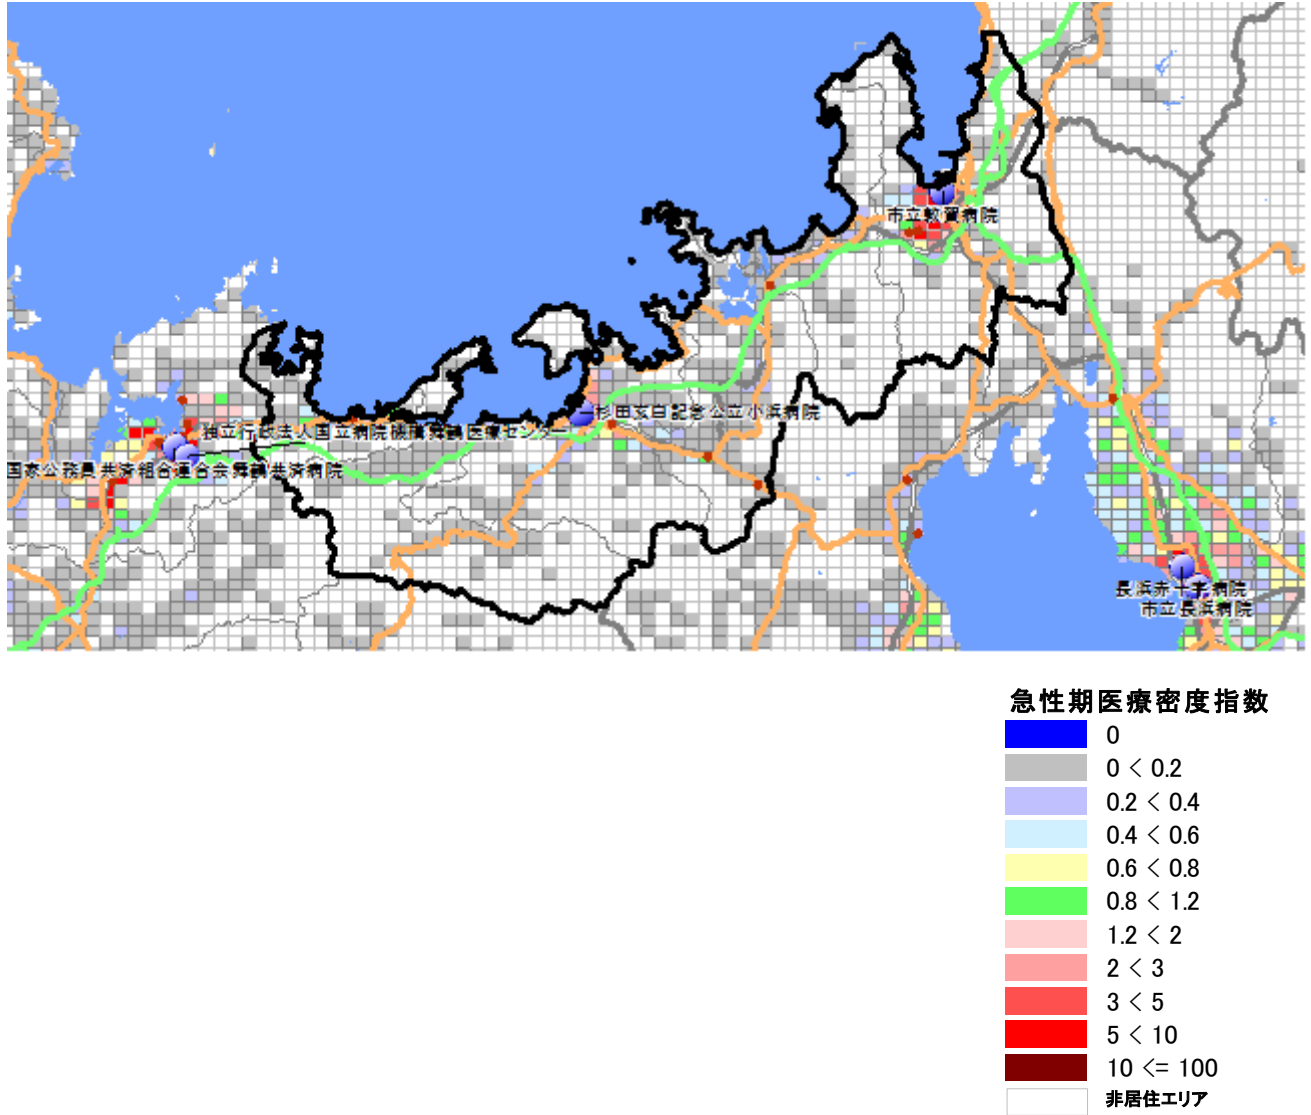 市立敦賀病院
杉田玄白記念公立小浜病院
独立行政法人国立病院機構舞鶴医療センター
国家公務員共済組合連合会舞鶴共済病院
長浜赤十字病院
市立長浜病院
急性期医療密度指数
0
0 < 0.2
0.2 < 0.4
0.4 < 0.6
0.6 < 0.8
0.8 < 1.2
1.2 < 2
2 < 3
3 < 5
5 < 10
10 <= 100
非居住エリア